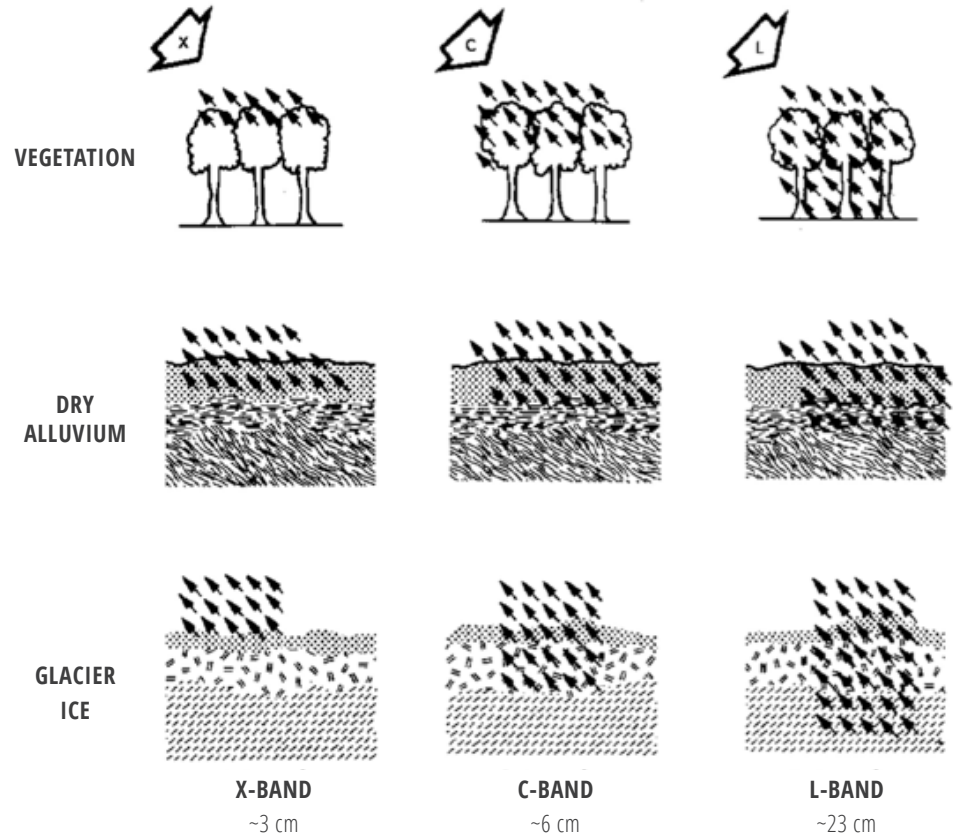 X
C
L
VEGETATION
DRY
ALLUVIUM
GLACIER
ICE
X-BAND
C-BAND
L-BAND
~3 cm
~6 cm
~23 cm